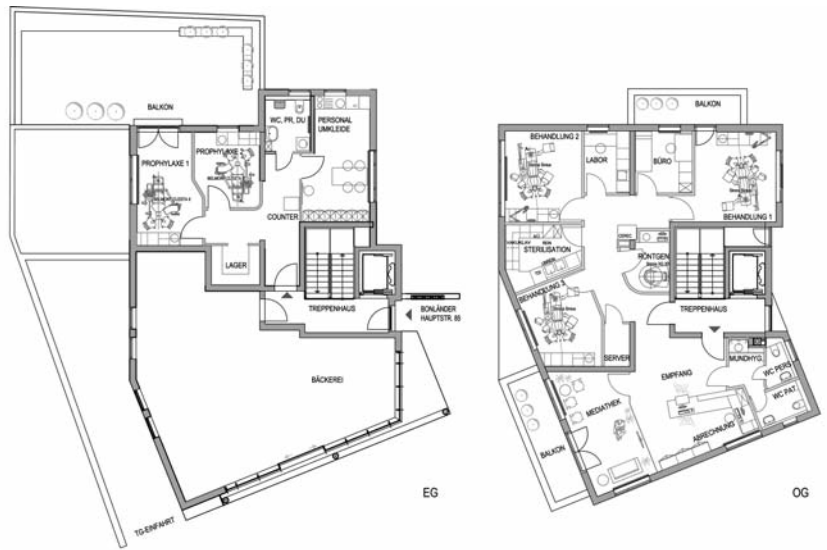 BALKON
WC, PR, DU
PERSONAL
UMKLEIDE
PROPHYLAXE 1
PROPHYLAXE 2
COUNTER
LAGER
TREPPENHAUS
BONLÄNDER
HAUPTSTR. 85
BÄCKEREI
TG-EINFAHRT
EG
BALKON
BEHANDLUNG 2
LABOR
BÜRO
BEHANDLUNG 1
STERILISATION
RÖNTGEN
BEHANDLUNG 3
TREPPENHAUS
SERVER
MUNDHYG.
EMPFANG
WC PERS.
WC PAT.
MEDIATHEK
ABRECHNUNG
BALKON
OG